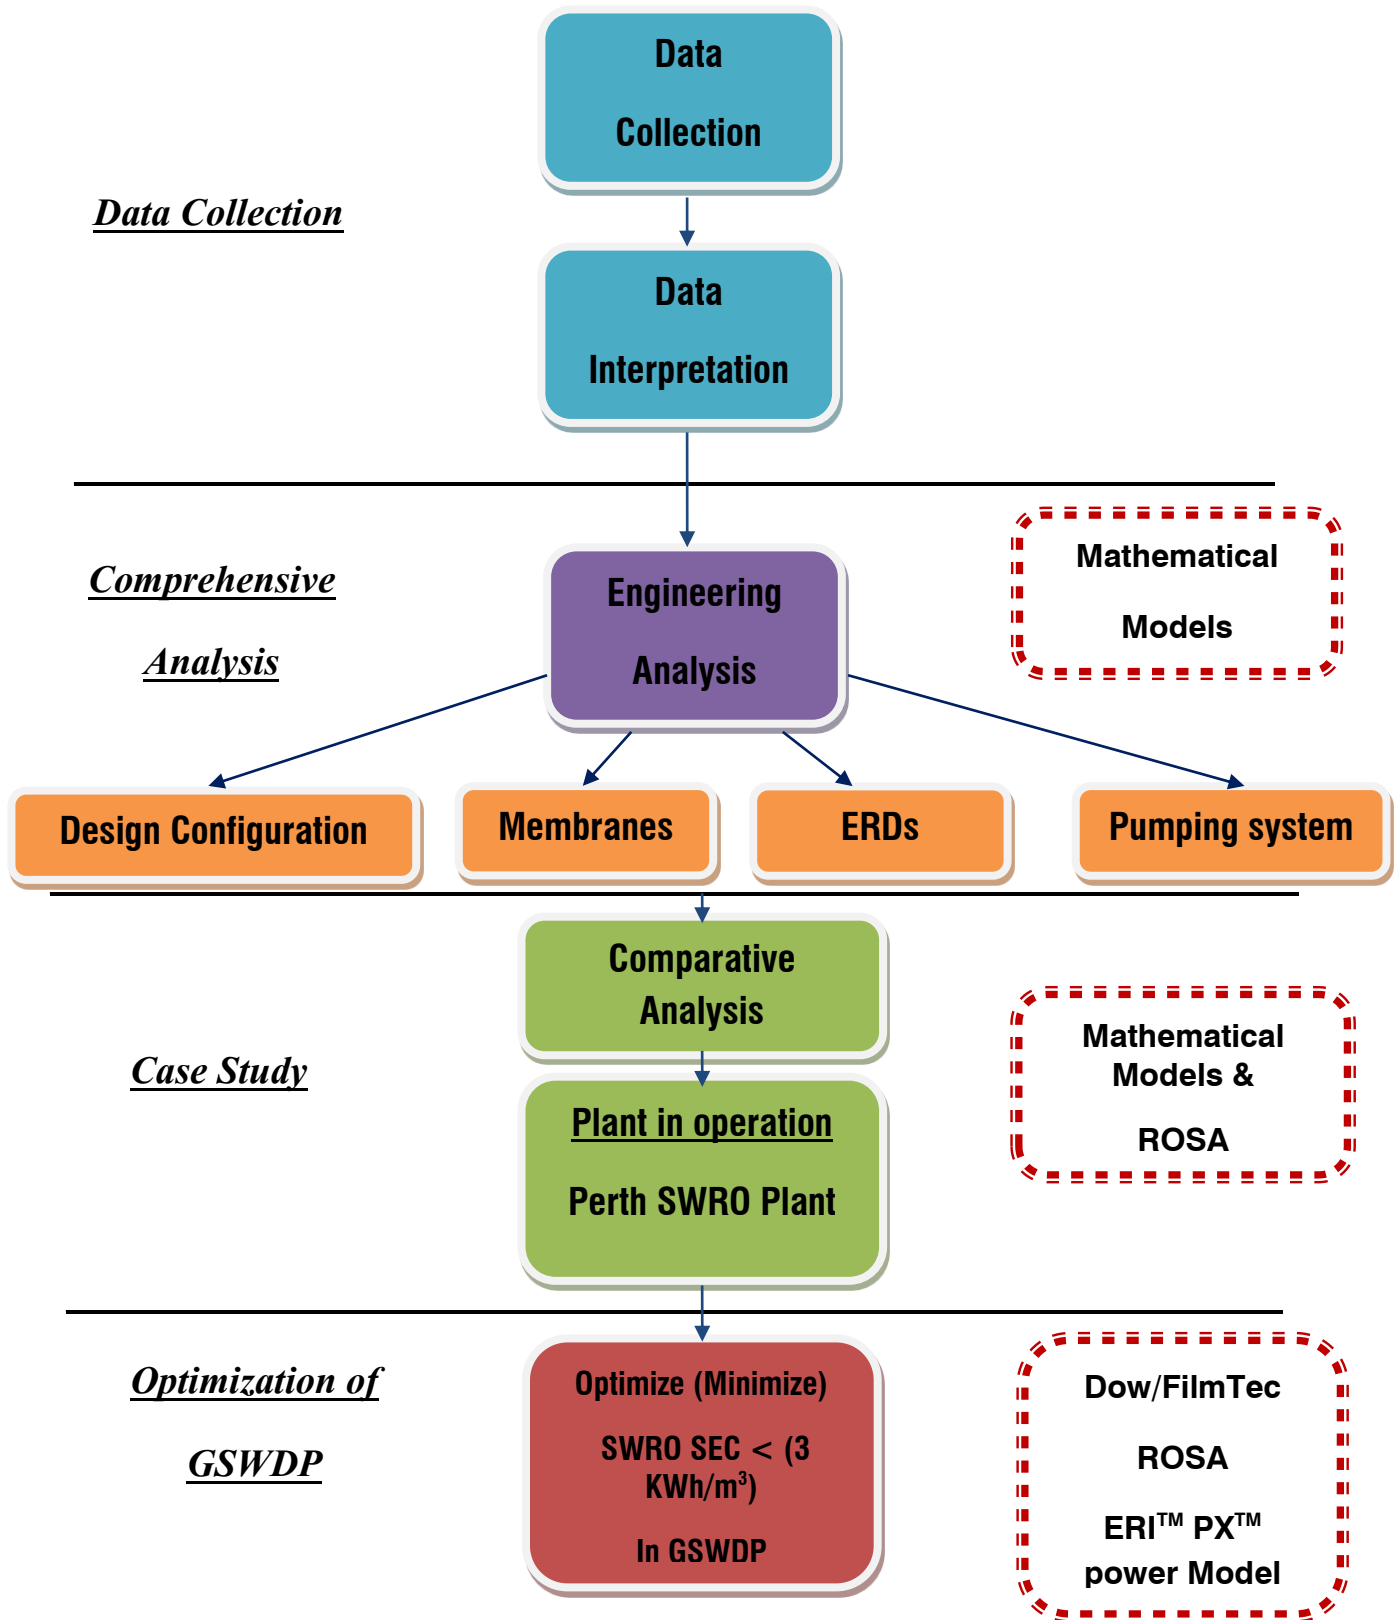 Data
Collection
Data Collection
Data
Interpretation
Comprehensive
Analysis
Engineering
Analysis
Mathematical
Models
Design Configuration
Membranes
ERDs
Pumping system
Case Study
Comparative
Analysis
Plant in operation
Perth SWRO Plant
Mathematical
Models &
ROSA
Optimization of
GSWDP
Optimize (Minimize)
SWRO SEC < (3
KWh/m³)
In GSWDP
Dow/FilmTec
ROSA
ERI™ PX™
power Model